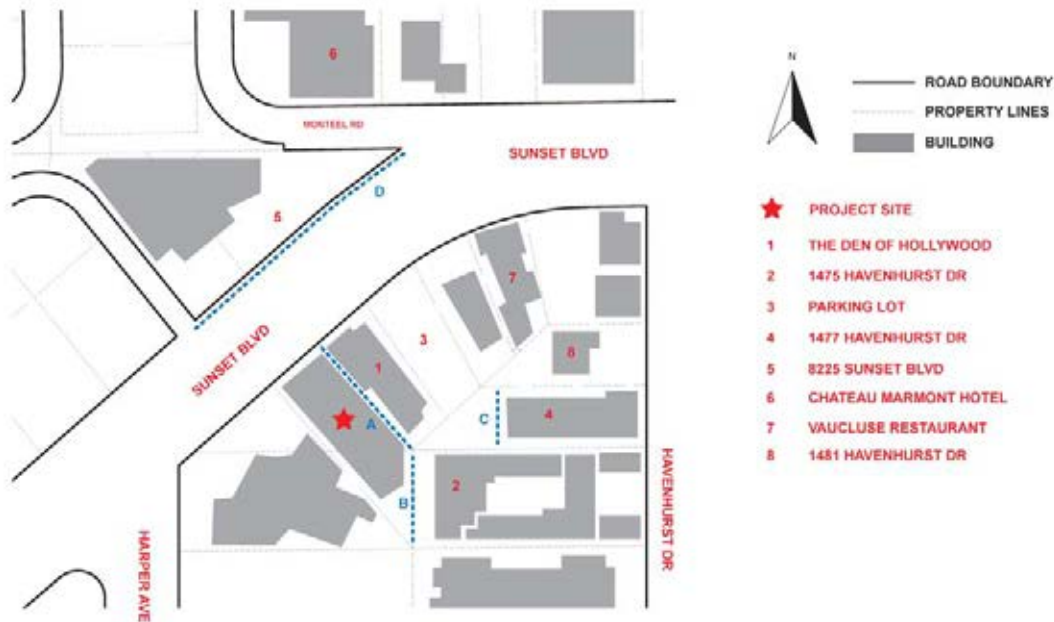 6
MONTEEL RD
SUNSET BLVD
D
5
7
3
SUNSET BLVD
1
8
A
C
4
B
2
HARPER AVE
HAVENHURST DR
N
ROAD BOUNDARY
PROPERTY LINES
BUILDING
PROJECT SITE
1 THE DEN OF HOLLYWOOD
2 1475 HAVENHURST DR
3 PARKING LOT
4 1477 HAVENHURST DR
5 8225 SUNSET BLVD
6 CHATEAU MARMONT HOTEL
7 VAUCLUSE RESTAURANT
8 1481 HAVENHURST DR